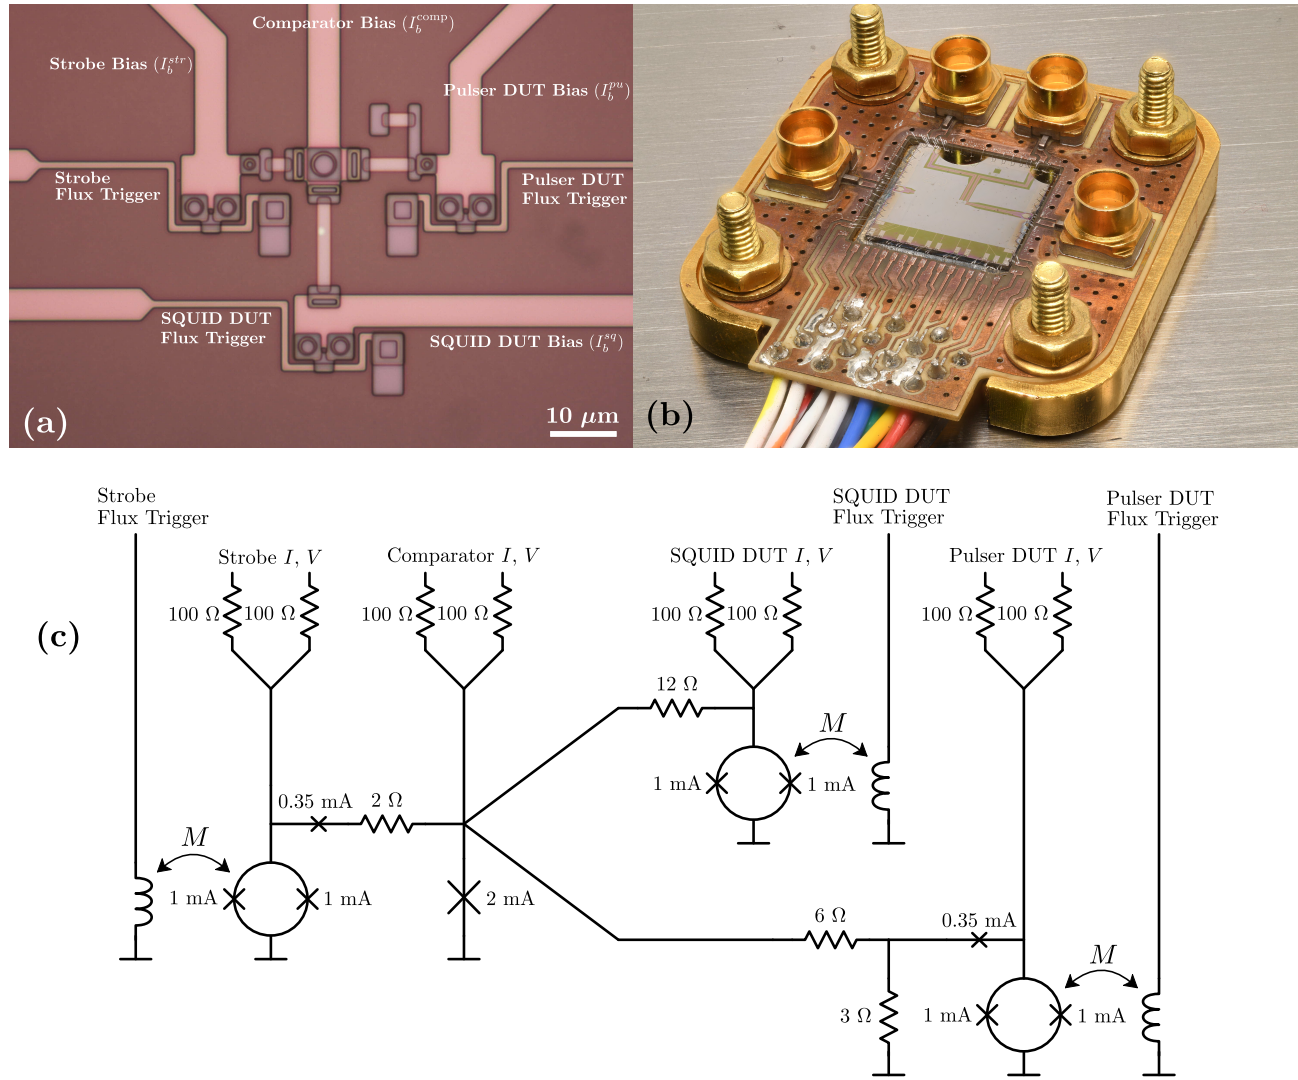 Comparator Bias (I_b^comp)
Strobe Bias (I_b^str)
Pulser DUT Bias (I_b^pu)
Strobe
Flux Trigger
Pulser DUT
Flux Trigger
SQUID DUT
Flux Trigger
SQUID DUT Bias (I_b^sq)
(a)
10 μm
(b)
Strobe
Flux Trigger
SQUID DUT
Flux Trigger
Pulser DUT
Flux Trigger
Strobe I, V
Comparator I, V
SQUID DUT I, V
Pulser DUT I, V
100 Ω 100 Ω 100 Ω 100 Ω 100 Ω 100 Ω 100 Ω 100 Ω
(c)
12 Ω
M
1 mA 1 mA
0.35 mA 2 Ω
M
1 mA 1 mA 2 mA
6 Ω 0.35 mA
M
3 Ω 1 mA 1 mA